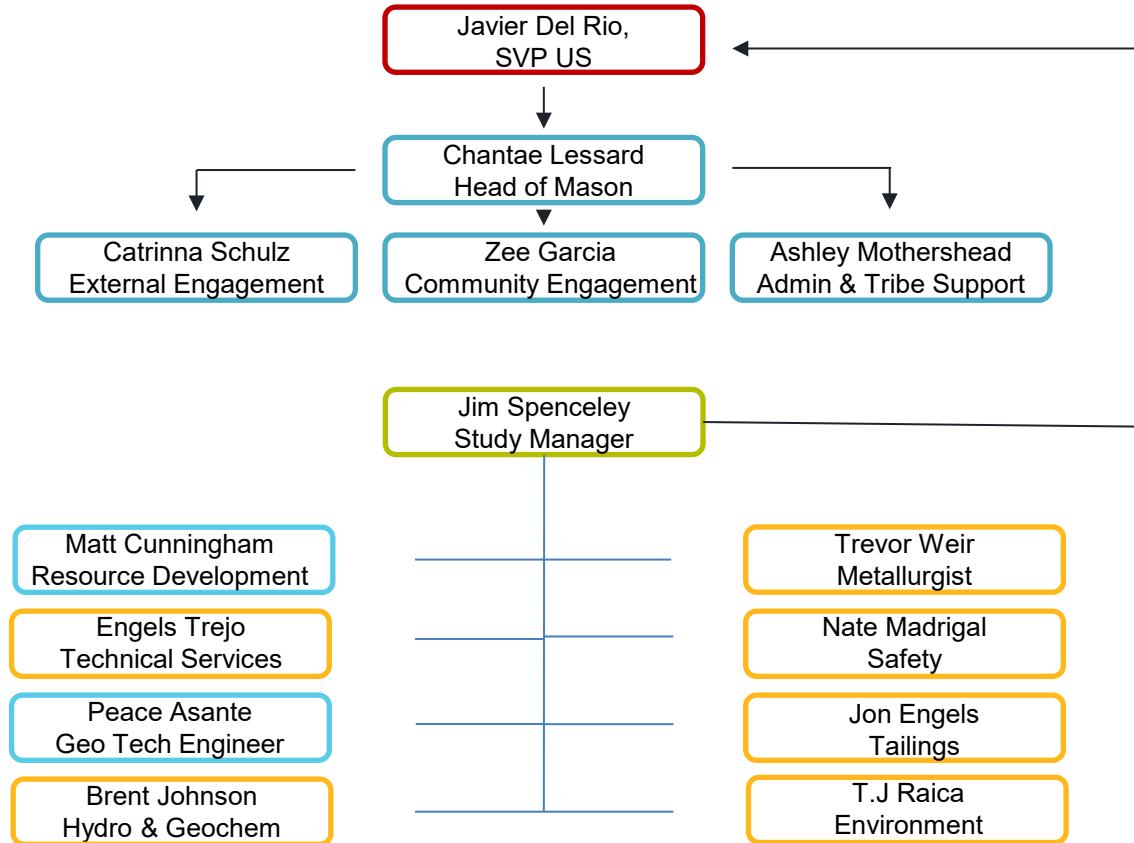 Javier Del Rio,
SVP US
Chantae Lessard
Head of Mason
Catrinna Schulz
External Engagement
Zee Garcia
Community Engagement
Ashley Mothershead
Admin & Tribe Support
Jim Spenceley
Study Manager
Matt Cunningham
Resource Development
Trevor Weir
Metallurgist
Engels Trejo
Technical Services
Nate Madrigal
Safety
Peace Asante
Geo Tech Engineer
Jon Engels
Tailings
Brent Johnson
Hydro & Geochem
T.J Raica
Environment